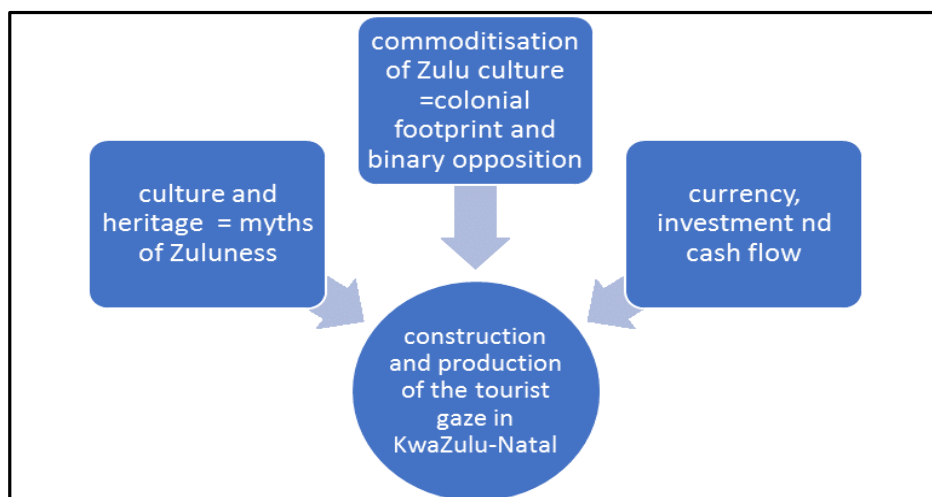 commoditisation
of Zulu culture
=colonial
footprint and
binary opposition
culture and
heritage = myths
of Zuluness
currency,
investment nd
cash flow
construction
and production
of the tourist
gaze in
KwaZulu-Natal